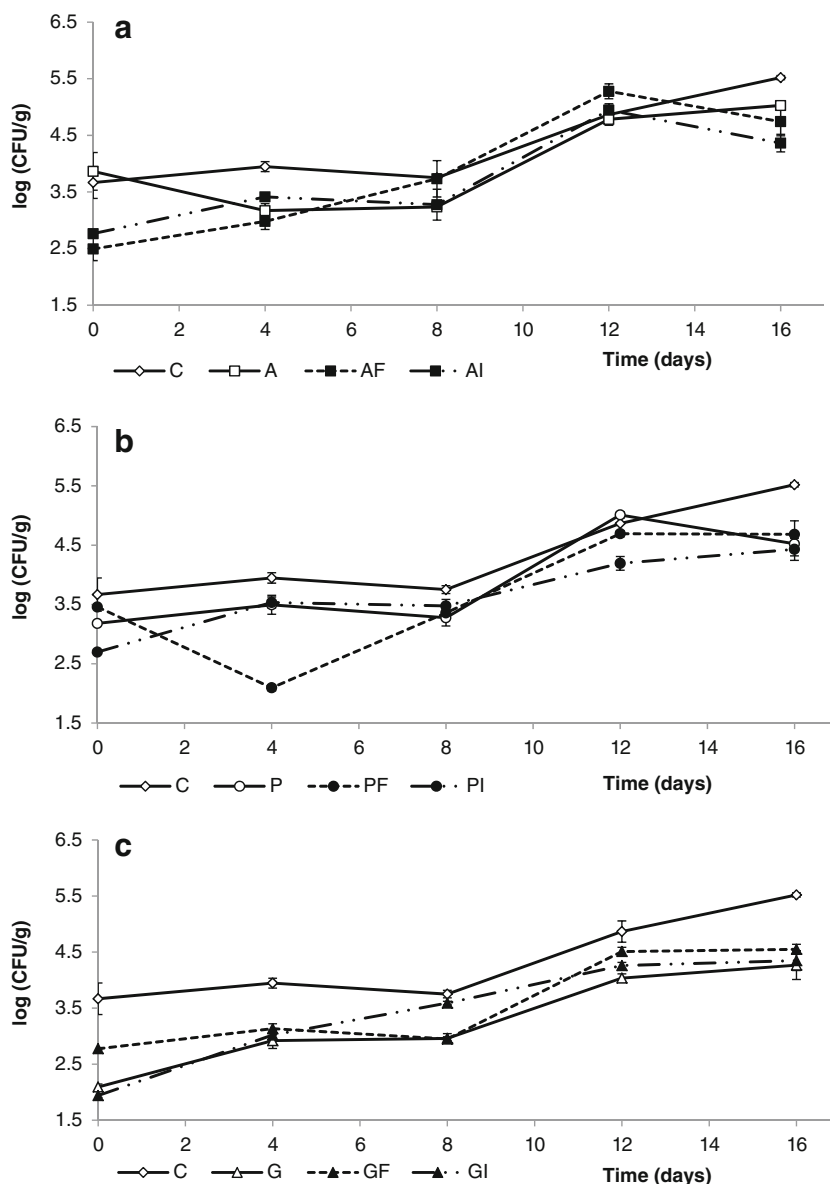 a
6.5
5.5
4.5
3.5
2.5
1.5
log (CFU/g)
0 2 4 6 8 10 12 14 16
Time (days)
C A AF AI
b
6.5
5.5
4.5
3.5
2.5
1.5
log (CFU/g)
0 2 4 6 8 10 12 14 16
C P PF PI Time (days)
c
6.5
5.5
4.5
3.5
2.5
1.5
log (CFU/g)
0 2 4 6 8 10 12 14 16
C G GF GI Time (days)